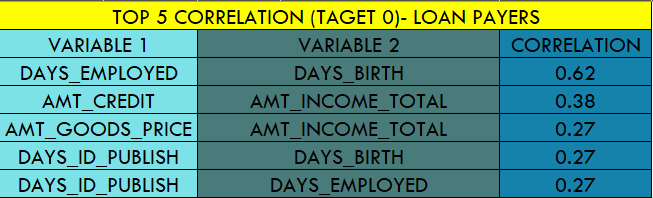 TOP 5 CORRELATION (TAGET 0)- LOAN PAYERS
VARIABLE 1 VARIABLE 2 CORRELATION
DAYS_EMPLOYED DAYS_BIRTH 0.62
AMT_CREDIT AMT_INCOME_TOTAL 0.38
AMT_GOODS_PRICE AMT_INCOME_TOTAL 0.27
DAYS_ID_PUBLISH DAYS_BIRTH 0.27
DAYS_ID_PUBLISH DAYS_EMPLOYED 0.27